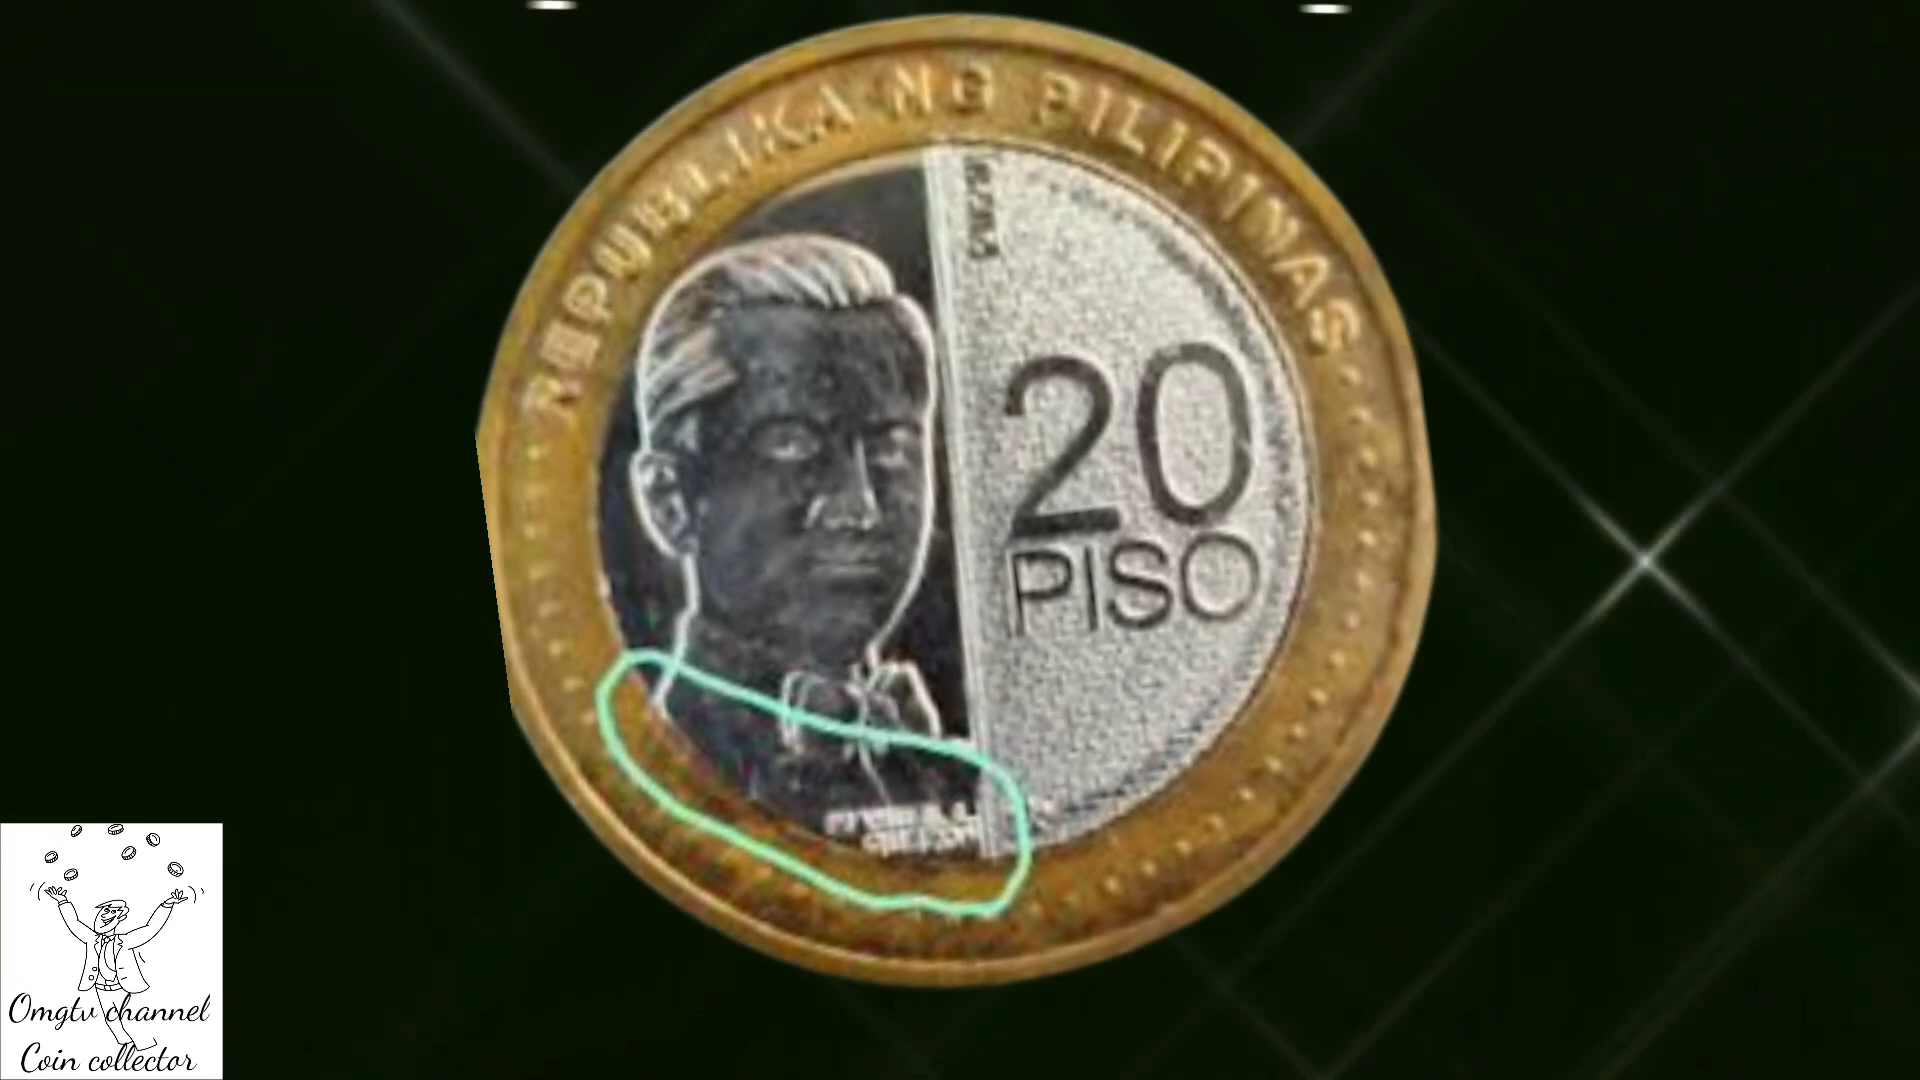 REPUBLIKA NG PILIPINAS
20
PISO
Omgtv channel
Coin collector